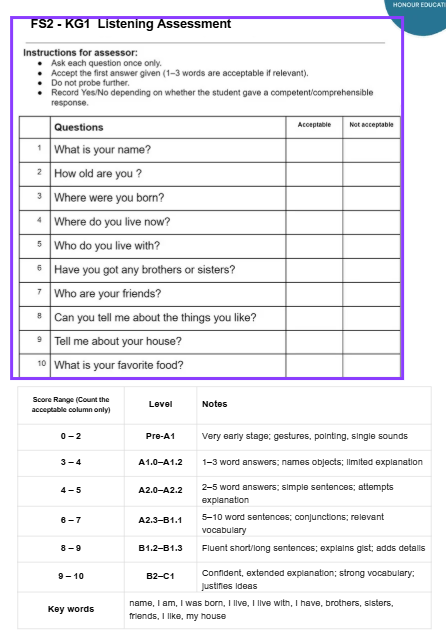 HONOUR EDUCATI
FS2 - KG1 Listening Assessment
Instructions for assessor:
● Ask each question once only.
● Accept the first answer given (1–3 words are acceptable if relevant).
● Do not probe further.
● Record Yes/No depending on whether the student gave a competent/comprehensible
response.
Questions Acceptable Not acceptable
1 What is your name?
2 How old are you ?
3 Where were you born?
4 Where do you live now?
5 Who do you live with?
6 Have you got any brothers or sisters?
7 Who are your friends?
8 Can you tell me about the things you like?
9 Tell me about your house?
10 What is your favorite food?
Score Range (Count the
acceptable column only) Level Notes
0 – 2 Pre-A1 Very early stage; gestures, pointing, single sounds
3 – 4 A1.0–A1.2 1–3 word answers; names objects; limited explanation
4 – 5 A2.0–A2.2 2–5 word answers; simple sentences; attempts
explanation
6 – 7 A2.3–B1.1 5–10 word sentences; conjunctions; relevant
vocabulary
8 – 9 B1.2–B1.3 Fluent short/long sentences; explains gist; adds details
9 – 10 B2–C1 Confident, extended explanation; strong vocabulary;
justifies ideas
Key words name, I am, I was born, I live, I live with, I have, brothers, sisters,
friends, I like, my house